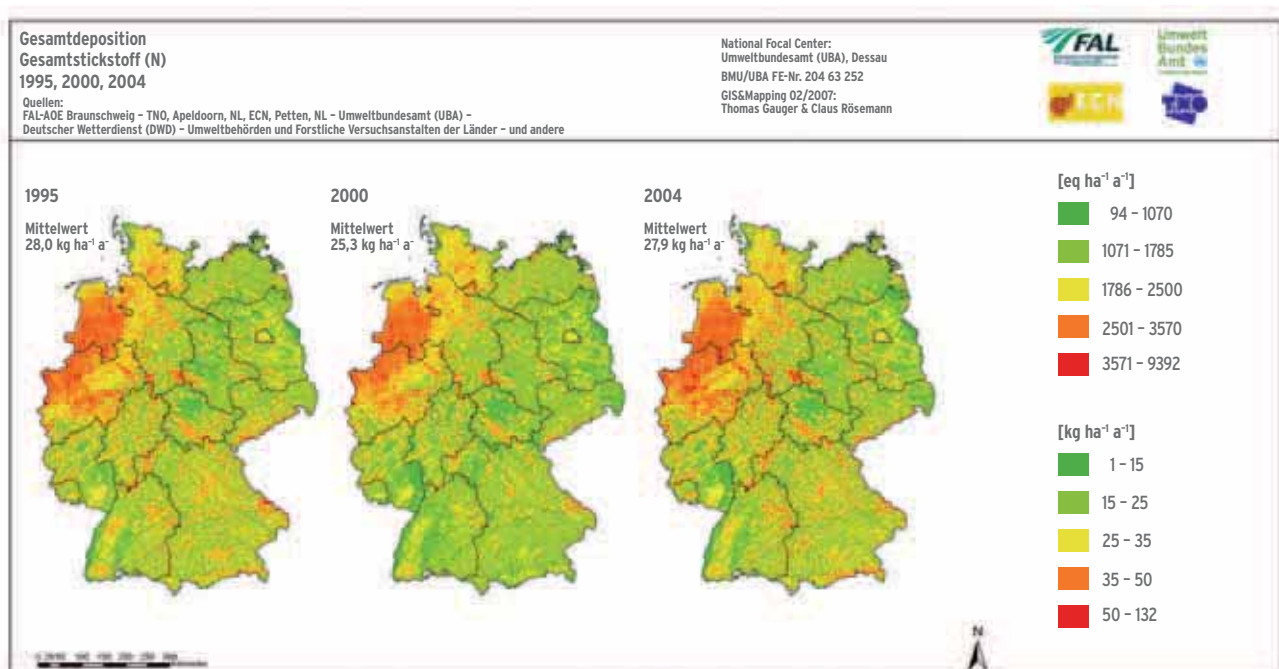 Gesamtdeposition
Gesamtstickstoff (N)
1995, 2000, 2004
Quellen:
FAL-AOE Braunschweig – TNO, Apeldoorn, NL, ECN, Petten, NL – Umweltbundesamt (UBA) –
Deutscher Wetterdienst (DWD) – Umweltbehörden und Forstliche Versuchsanstalten der Länder – und andere
National Focal Center:
Umweltbundesamt (UBA), Dessau
BMU/UBA FE-Nr. 204 63 252
GIS&Mapping 02/2007:
Thomas Gauger & Claus Rösemann
FAL
Umwelt
Bundes
Amt
ECN
1995
Mittelwert
28,0 kg ha⁻¹ a⁻
2000
Mittelwert
25,3 kg ha⁻¹ a⁻
2004
Mittelwert
27,9 kg ha⁻¹ a⁻
[eq ha⁻¹ a⁻¹]
94 – 1070
1071 – 1785
1786 – 2500
2501 – 3570
3571 – 9392
[kg ha⁻¹ a⁻¹]
1 – 15
15 – 25
25 – 35
35 – 50
50 – 132
N